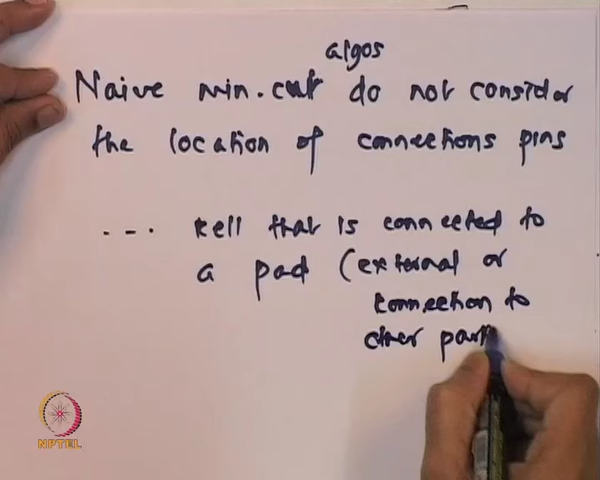 algos
Naive min.cut do not consider
the location of connections pins
... cell that is connected to
a pad (external or
connection to
other part
NPTEL